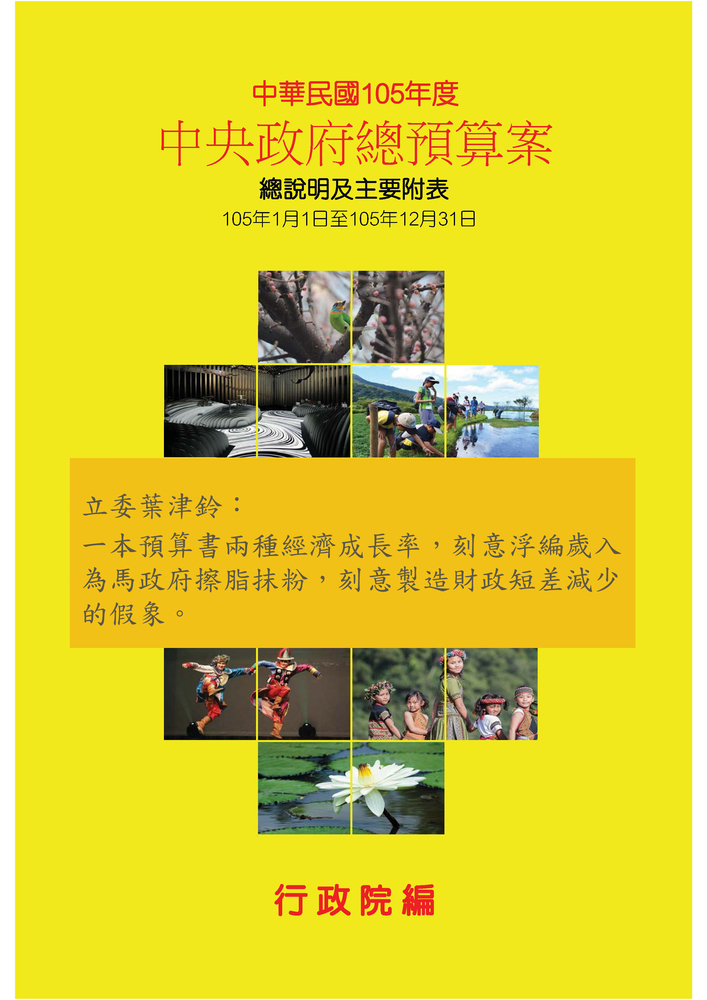 中華民國105年度
中央政府總預算案
總說明及主要附表
105年1月1日至105年12月31日
立委葉津鈴：
一本預算書兩種經濟成長率，刻意浮編歲入
為馬政府擦脂抹粉，刻意製造財政短差減少
的假象。
行政院編